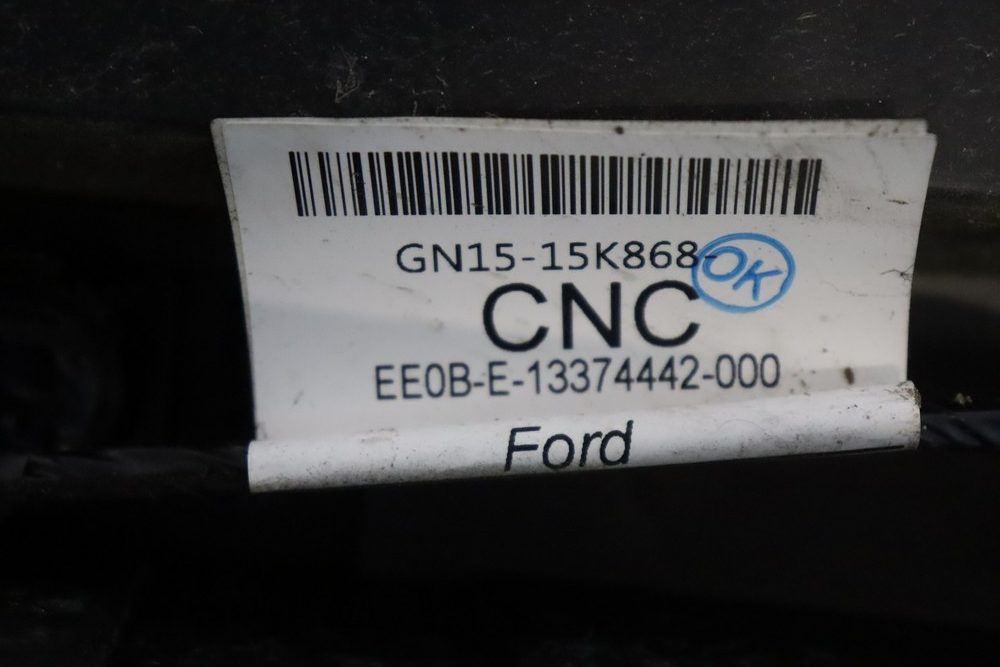 GN15-15K868-
OK
CNC
EE0B-E-13374442-000
Ford